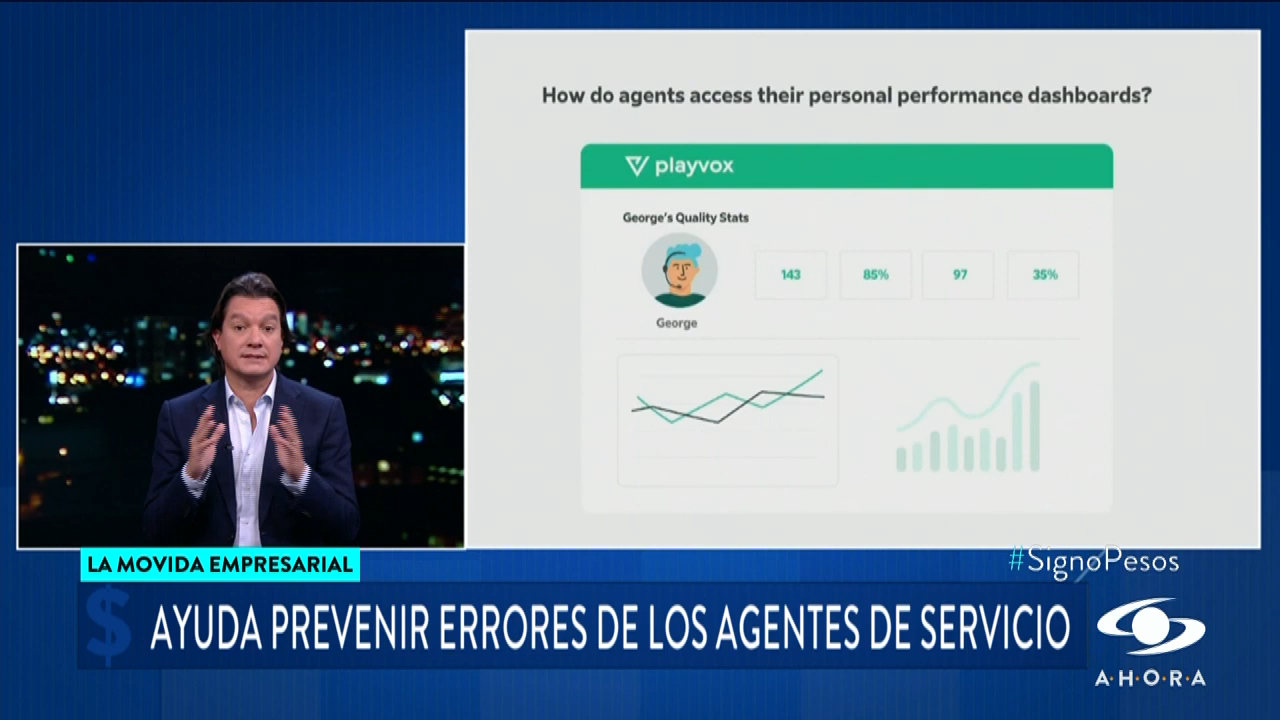 How do agents access their personal performance dashboards?
playvox
George's Quality Stats
143
85%
97
35%
George
LA MOVIDA EMPRESARIAL
#SignoPesos
$
AYUDA PREVENIR ERRORES DE LOS AGENTES DE SERVICIO
A·H·O·R·A